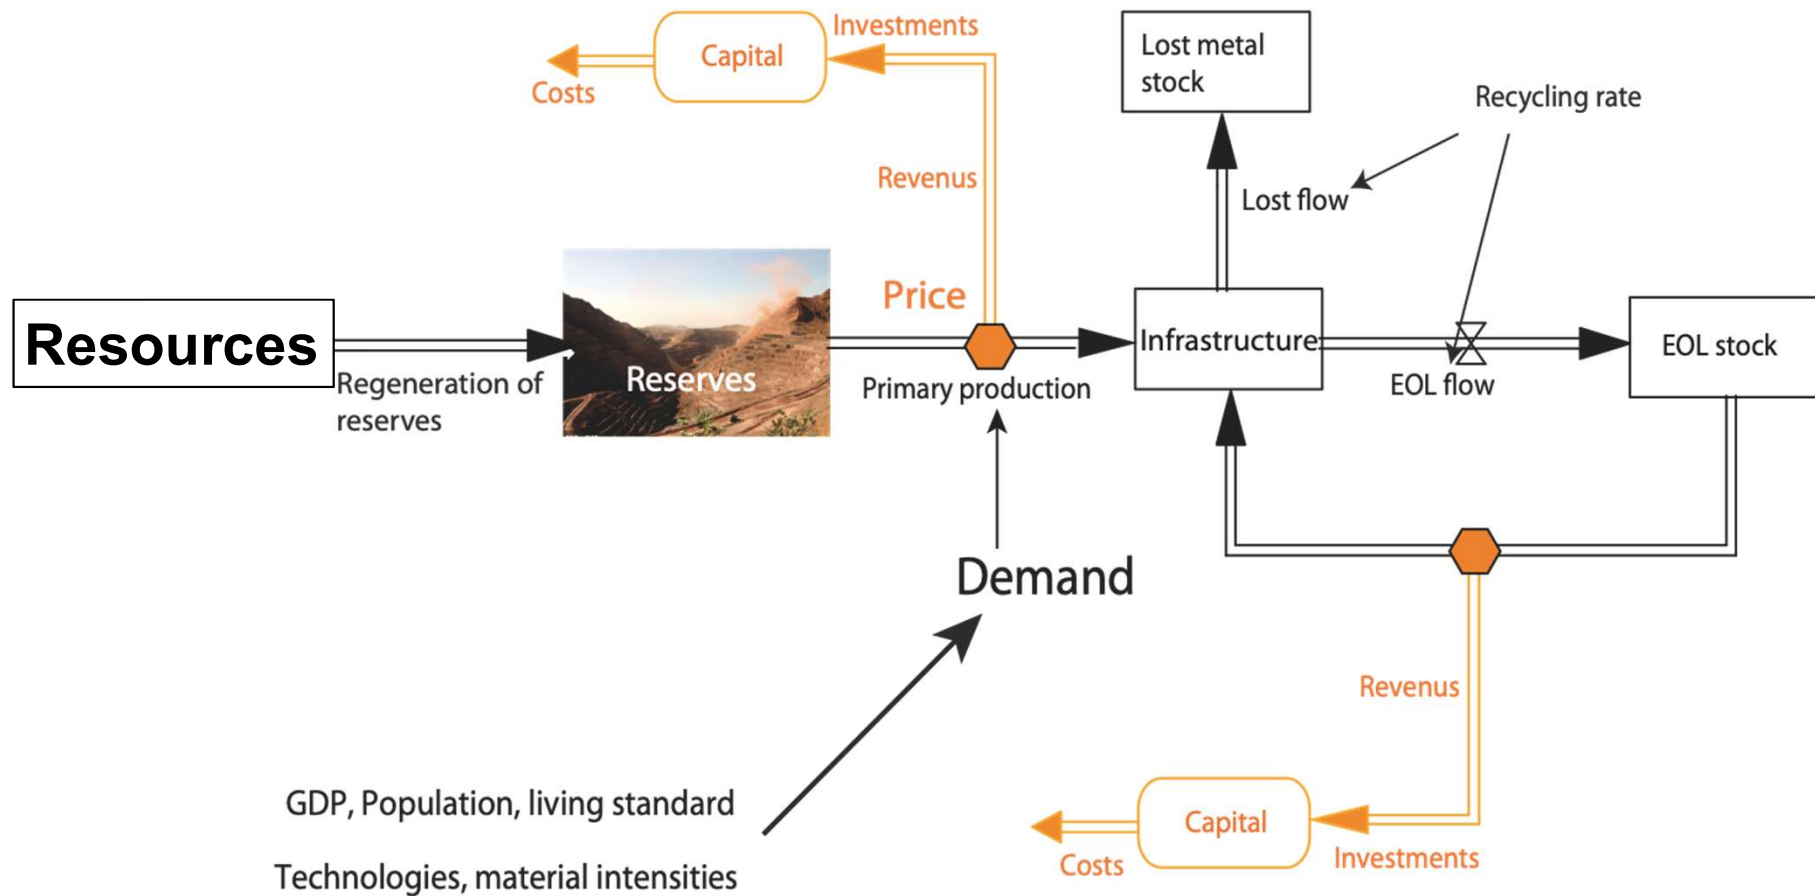 Investments
Capital
Costs
Lost metal
stock
Recycling rate
Revenus
Lost flow
Price
Resources
Reserves
Infrastructure
EOL stock
Regeneration of
reserves
Primary production
EOL flow
Demand
Revenus
GDP, Population, living standard
Capital
Investments
Costs
Technologies, material intensities